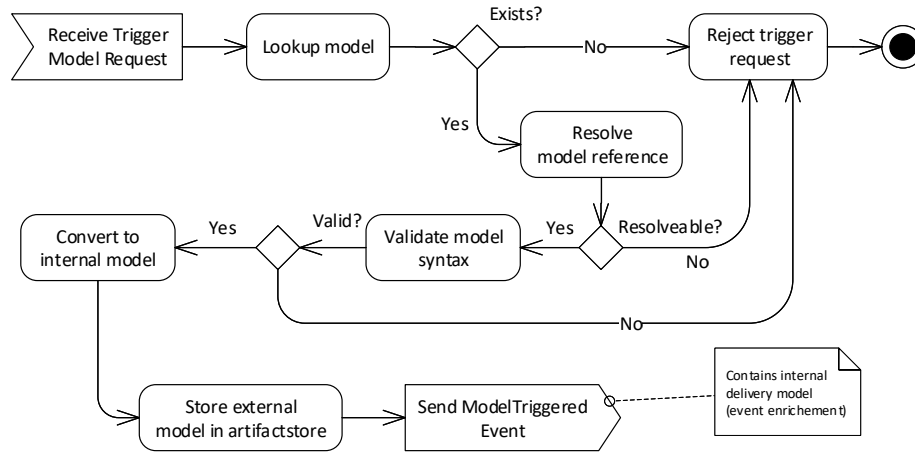 Exists?
Receive Trigger
Model Request
Lookup model
No
Reject trigger
request
Yes
Resolve
model reference
Convert to
internal model
Yes
Valid?
Validate model
syntax
Yes
Resolveable?
No
No
Store external
model in artifactstore
Send ModelTriggered
Event
Contains internal
delivery model
(event enrichement)